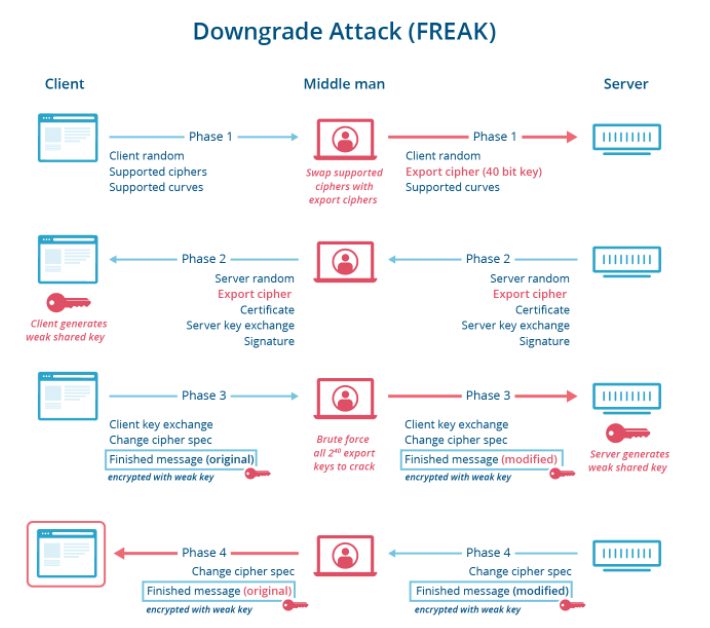 Downgrade Attack (FREAK)
Client
Middle man
Server
Phase 1
Client random
Supported ciphers
Supported curves
Swap supported
ciphers with
export ciphers
Phase 1
Client random
Export cipher (40 bit key)
Supported curves
Client generates
weak shared key
Phase 2
Server random
Export cipher
Certificate
Server key exchange
Signature
Phase 2
Server random
Export cipher
Certificate
Server key exchange
Signature
Phase 3
Client key exchange
Change cipher spec
Finished message (original)
encrypted with weak key
Brute force
all 2⁴⁰ export
keys to crack
Phase 3
Client key exchange
Change cipher spec
Finished message (modified)
encrypted with weak key
Server generates
weak shared key
Phase 4
Change cipher spec
Finished message (original)
encrypted with weak key
Phase 4
Change cipher spec
Finished message (modified)
encrypted with weak key